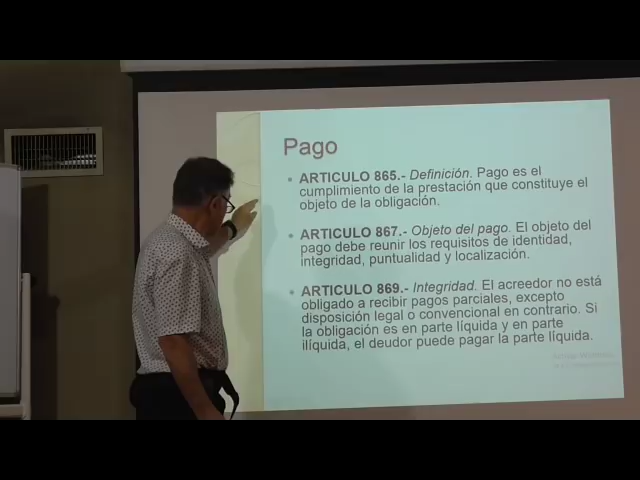 Pago
• ARTICULO 865.- Definición. Pago es el
cumplimiento de la prestación que constituye el
objeto de la obligación.
• ARTICULO 867.- Objeto del pago. El objeto del
pago debe reunir los requisitos de identidad,
integridad, puntualidad y localización.
• ARTICULO 869.- Integridad. El acreedor no está
obligado a recibir pagos parciales, excepto
disposición legal o convencional en contrario. Si
la obligación es en parte líquida y en parte
ilíquida, el deudor puede pagar la parte líquida.